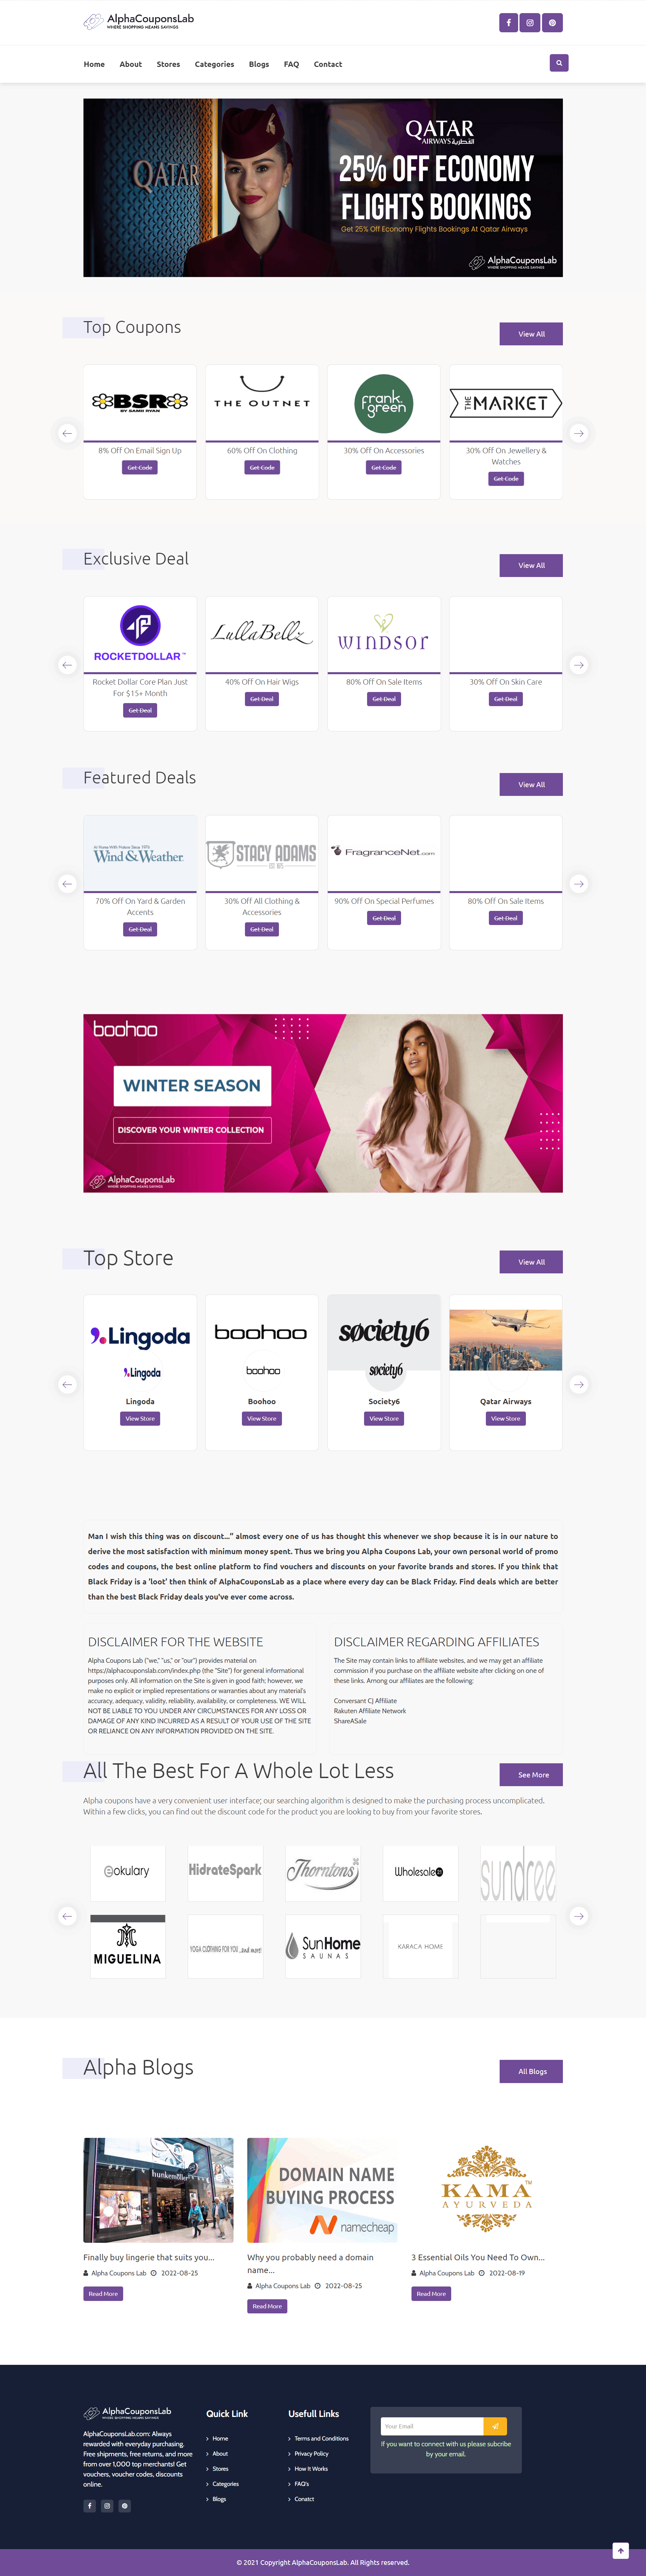 AlphaCouponsLab
WHERE SHOPPING MEANS SAVINGS
Home About Stores Categories Blogs FAQ Contact
QATAR
QATAR
AIRWAYS القطرية
25% OFF ECONOMY
FLIGHTS BOOKINGS
Get 25% Off Economy Flights Bookings At Qatar Airways
AlphaCouponsLab
WHERE SHOPPING MEANS SAVINGS
Top Coupons
View All
BSR
BY SAMII RYAN
THE OUTNET
frank green
THE MARKET
8% Off On Email Sign Up
Get Code
60% Off On Clothing
Get Code
30% Off On Accessories
Get Code
30% Off On Jewellery &
Watches
Get Code
Exclusive Deal
View All
ROCKETDOLLAR™
LullaBellz
WINDSOR
Rocket Dollar Core Plan Just
For $15+ Month
Get Deal
40% Off On Hair Wigs
Get Deal
80% Off On Sale Items
Get Deal
30% Off On Skin Care
Get Deal
Featured Deals
View All
At Home With Nature Since 1971
Wind & Weather
STACY ADAMS
FragranceNet.com
70% Off On Yard & Garden
Accents
Get Deal
30% Off All Clothing &
Accessories
Get Deal
90% Off On Special Perfumes
Get Deal
80% Off On Sale Items
Get Deal
boohoo
WINTER SEASON
DISCOVER YOUR WINTER COLLECTION
AlphaCouponsLab
WHERE SHOPPING MEANS SAVINGS
Top Store
View All
Lingoda
Lingoda
Lingoda
View Store
boohoo
boohoo
Boohoo
View Store
society6
society6
Society6
View Store
Qatar Airways
View Store
Man I wish this thing was on discount..." almost every one of us has thought this whenever we shop because it is in our nature to
derive the most satisfaction with minimum money spent. Thus we bring you Alpha Coupons Lab, your own personal world of promo
codes and coupons, the best online platform to find vouchers and discounts on your favorite brands and stores. If you think that
Black Friday is a 'loot' then think of AlphaCouponsLab as a place where every day can be Black Friday. Find deals which are better
than the best Black Friday deals you've ever come across.
DISCLAIMER FOR THE WEBSITE
Alpha Coupons Lab ("we," "us," or "our") provides material on
https://alphacouponslab.com/index.php (the "Site") for general informational
purposes only. All information on the Site is given in good faith; however, we
make no explicit or implied representations or warranties about any material's
accuracy, adequacy, validity, reliability, availability, or completeness. WE WILL
NOT BE LIABLE TO YOU UNDER ANY CIRCUMSTANCES FOR ANY LOSS OR
DAMAGE OF ANY KIND INCURRED AS A RESULT OF YOUR USE OF THE SITE
OR RELIANCE ON ANY INFORMATION PROVIDED ON THE SITE.
DISCLAIMER REGARDING AFFILIATES
The Site may contain links to affiliate websites, and we may get an affiliate
commission if you purchase on the affiliate website after clicking on one of
these links. Among our affiliates are the following:
Conversant CJ Affiliate
Rakuten Affiliate Network
ShareASale
All The Best For A Whole Lot Less
See More
Alpha coupons have a very convenient user interface; our searching algorithm is designed to make the purchasing process uncomplicated.
Within a few clicks, you can find out the discount code for the product you are looking to buy from your favorite stores.
eokulary
HidrateSpark
Thorntons
Wholesale21
sundree
MIGUELINA
YOGA CLOTHING FOR YOU ...and more!
SunHome
SAUNAS
KARACA HOME
Alpha Blogs
All Blogs
hunkemöller
DOMAIN NAME
BUYING PROCESS
namecheap
KAMA™
AYURVEDA
Finally buy lingerie that suits you...
Alpha Coupons Lab 2022-08-25
Read More
Why you probably need a domain
name...
Alpha Coupons Lab 2022-08-25
Read More
3 Essential Oils You Need To Own...
Alpha Coupons Lab 2022-08-19
Read More
AlphaCouponsLab
WHERE SHOPPING MEANS SAVINGS
AlphaCouponsLab.com: Always
rewarded with everyday purchasing.
Free shipments, free returns, and more
from over 1,000 top merchants! Get
vouchers, voucher codes, discounts
online.
Quick Link
Home
About
Stores
Categories
Blogs
Usefull Links
Terms and Conditions
Privacy Policy
How It Works
FAQ's
Conatct
Your Email
If you want to connect with us please subcribe
by your email.
© 2021 Copyright AlphaCouponsLab. All Rights reserved.